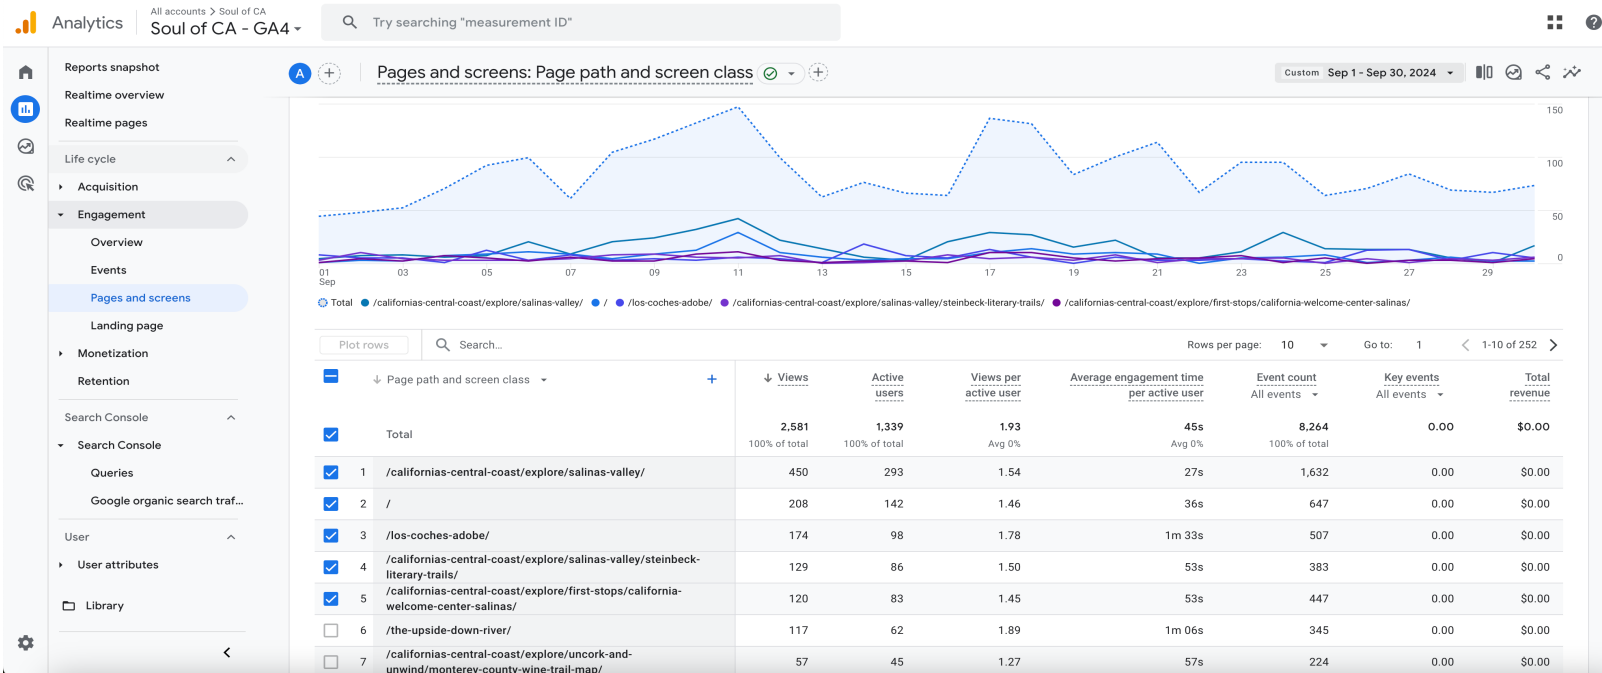 Analytics
All accounts > Soul of CA
Soul of CA - GA4
Try searching "measurement ID"
Reports snapshot
Realtime overview
Realtime pages
Life cycle
Acquisition
Engagement
Overview
Events
Pages and screens
Landing page
Monetization
Retention
Search Console
Search Console
Queries
Google organic search traf...
User
User attributes
Library
A
Pages and screens: Page path and screen class
Custom Sep 1 - Sep 30, 2024
150
100
50
0
01 03 05 07 09 11 13 15 17 19 21 23 25 27 29
Sep
Total /californias-central-coast/explore/salinas-valley/ / /los-coches-adobe/ /californias-central-coast/explore/salinas-valley/steinbeck-literary-trails/ /californias-central-coast/explore/first-stops/california-welcome-center-salinas/
Plot rows Search... Rows per page: 10 Go to: 1 1-10 of 252
Page path and screen class + Views Active users Views per active user Average engagement time per active user Event count All events Key events All events Total revenue
Total 2,581 1,339 1.93 45s 8,264 0.00 $0.00
100% of total 100% of total Avg 0% Avg 0% 100% of total
1 /californias-central-coast/explore/salinas-valley/ 450 293 1.54 27s 1,632 0.00 $0.00
2 / 208 142 1.46 36s 647 0.00 $0.00
3 /los-coches-adobe/ 174 98 1.78 1m 33s 507 0.00 $0.00
4 /californias-central-coast/explore/salinas-valley/steinbeck-
literary-trails/ 129 86 1.50 53s 383 0.00 $0.00
5 /californias-central-coast/explore/first-stops/california-
welcome-center-salinas/ 120 83 1.45 53s 447 0.00 $0.00
6 /the-upside-down-river/ 117 62 1.89 1m 06s 345 0.00 $0.00
7 /californias-central-coast/explore/uncork-and-
unwind/monterey-county-wine-trail-map/ 57 45 1.27 57s 224 0.00 $0.00